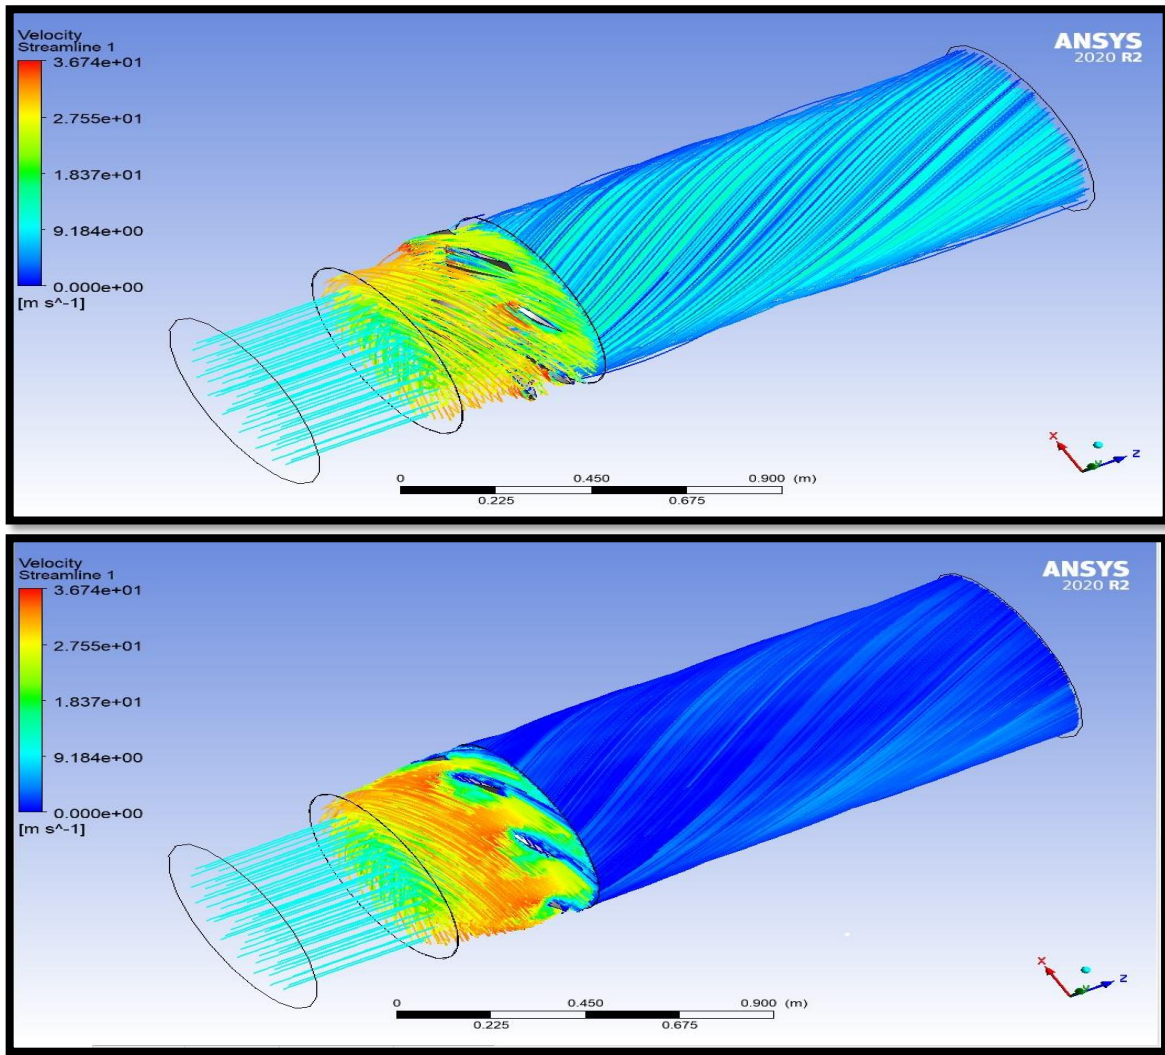 Velocity
Streamline 1
3.674e+01
2.755e+01
1.837e+01
9.184e+00
0.000e+00
[m s^-1]
ANSYS
2020 R2
0 0.450 0.900 (m)
0.225 0.675
X Y Z
Velocity
Streamline 1
3.674e+01
2.755e+01
1.837e+01
9.184e+00
0.000e+00
[m s^-1]
ANSYS
2020 R2
0 0.450 0.900 (m)
0.225 0.675
X Y Z